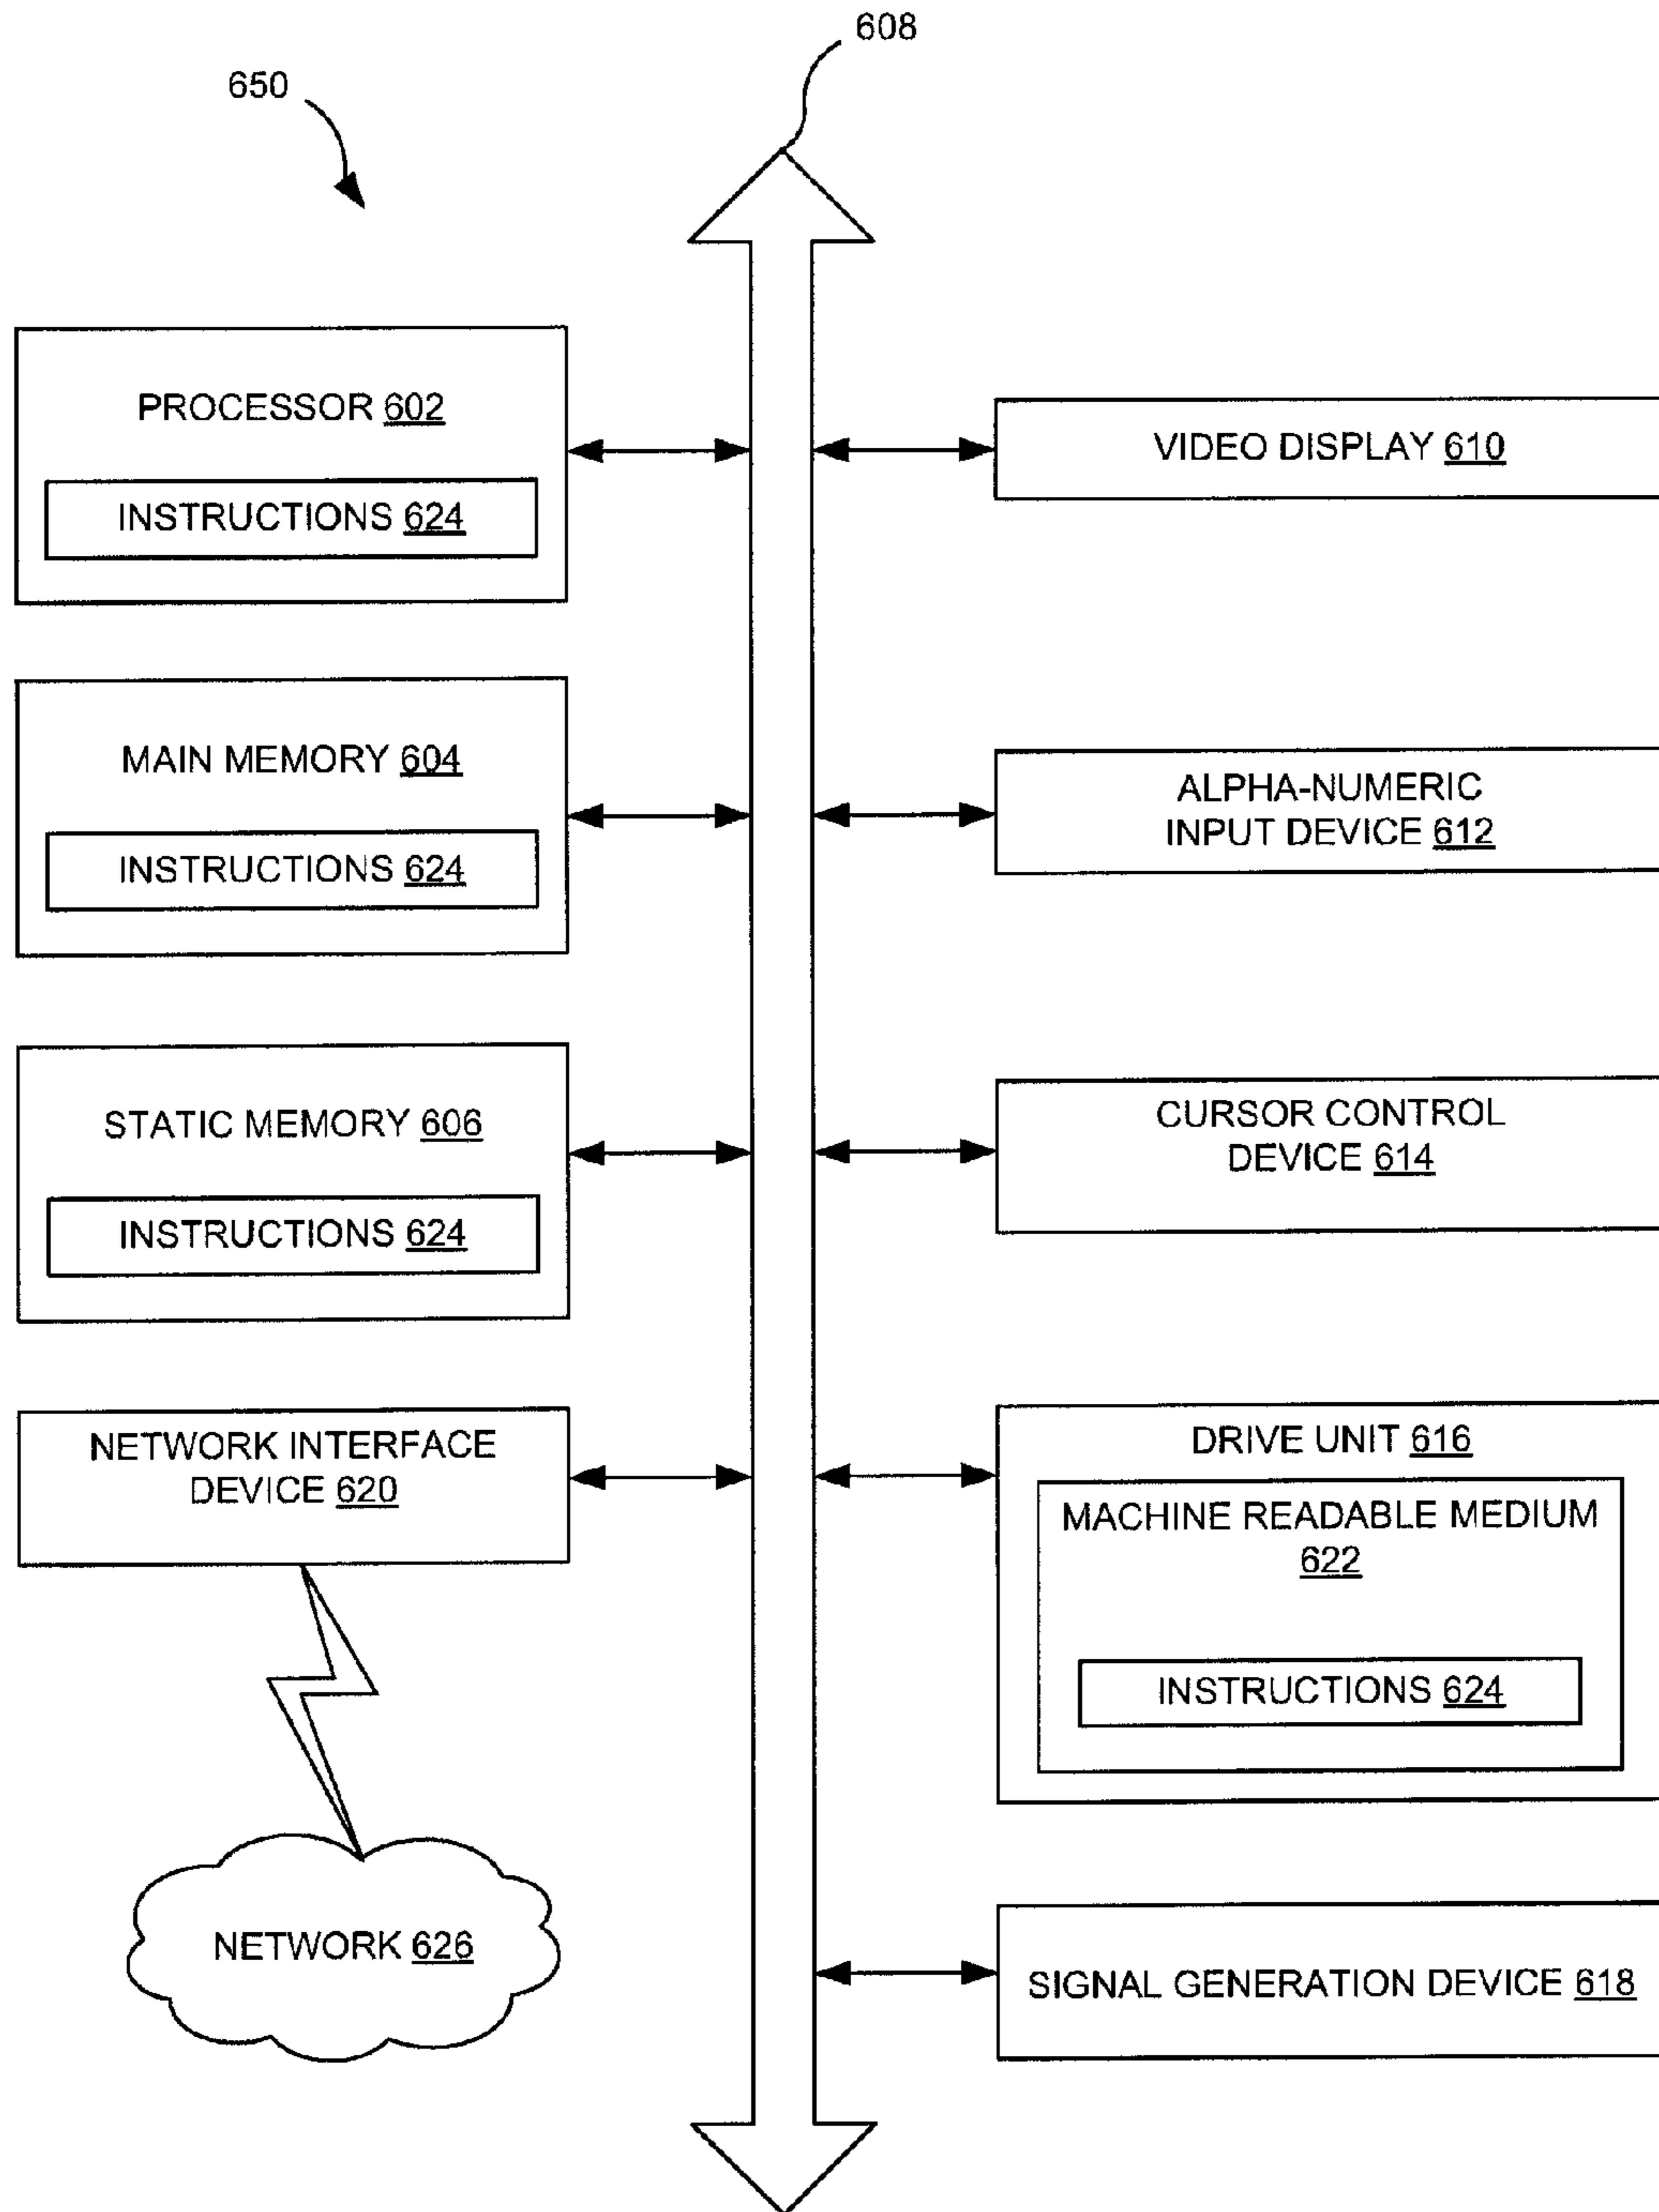 608
650
PROCESSOR 602
INSTRUCTIONS 624
MAIN MEMORY 604
INSTRUCTIONS 624
STATIC MEMORY 606
INSTRUCTIONS 624
NETWORK INTERFACE
DEVICE 620
NETWORK 626
VIDEO DISPLAY 610
ALPHA-NUMERIC
INPUT DEVICE 612
CURSOR CONTROL
DEVICE 614
DRIVE UNIT 616
MACHINE READABLE MEDIUM
622
INSTRUCTIONS 624
SIGNAL GENERATION DEVICE 618